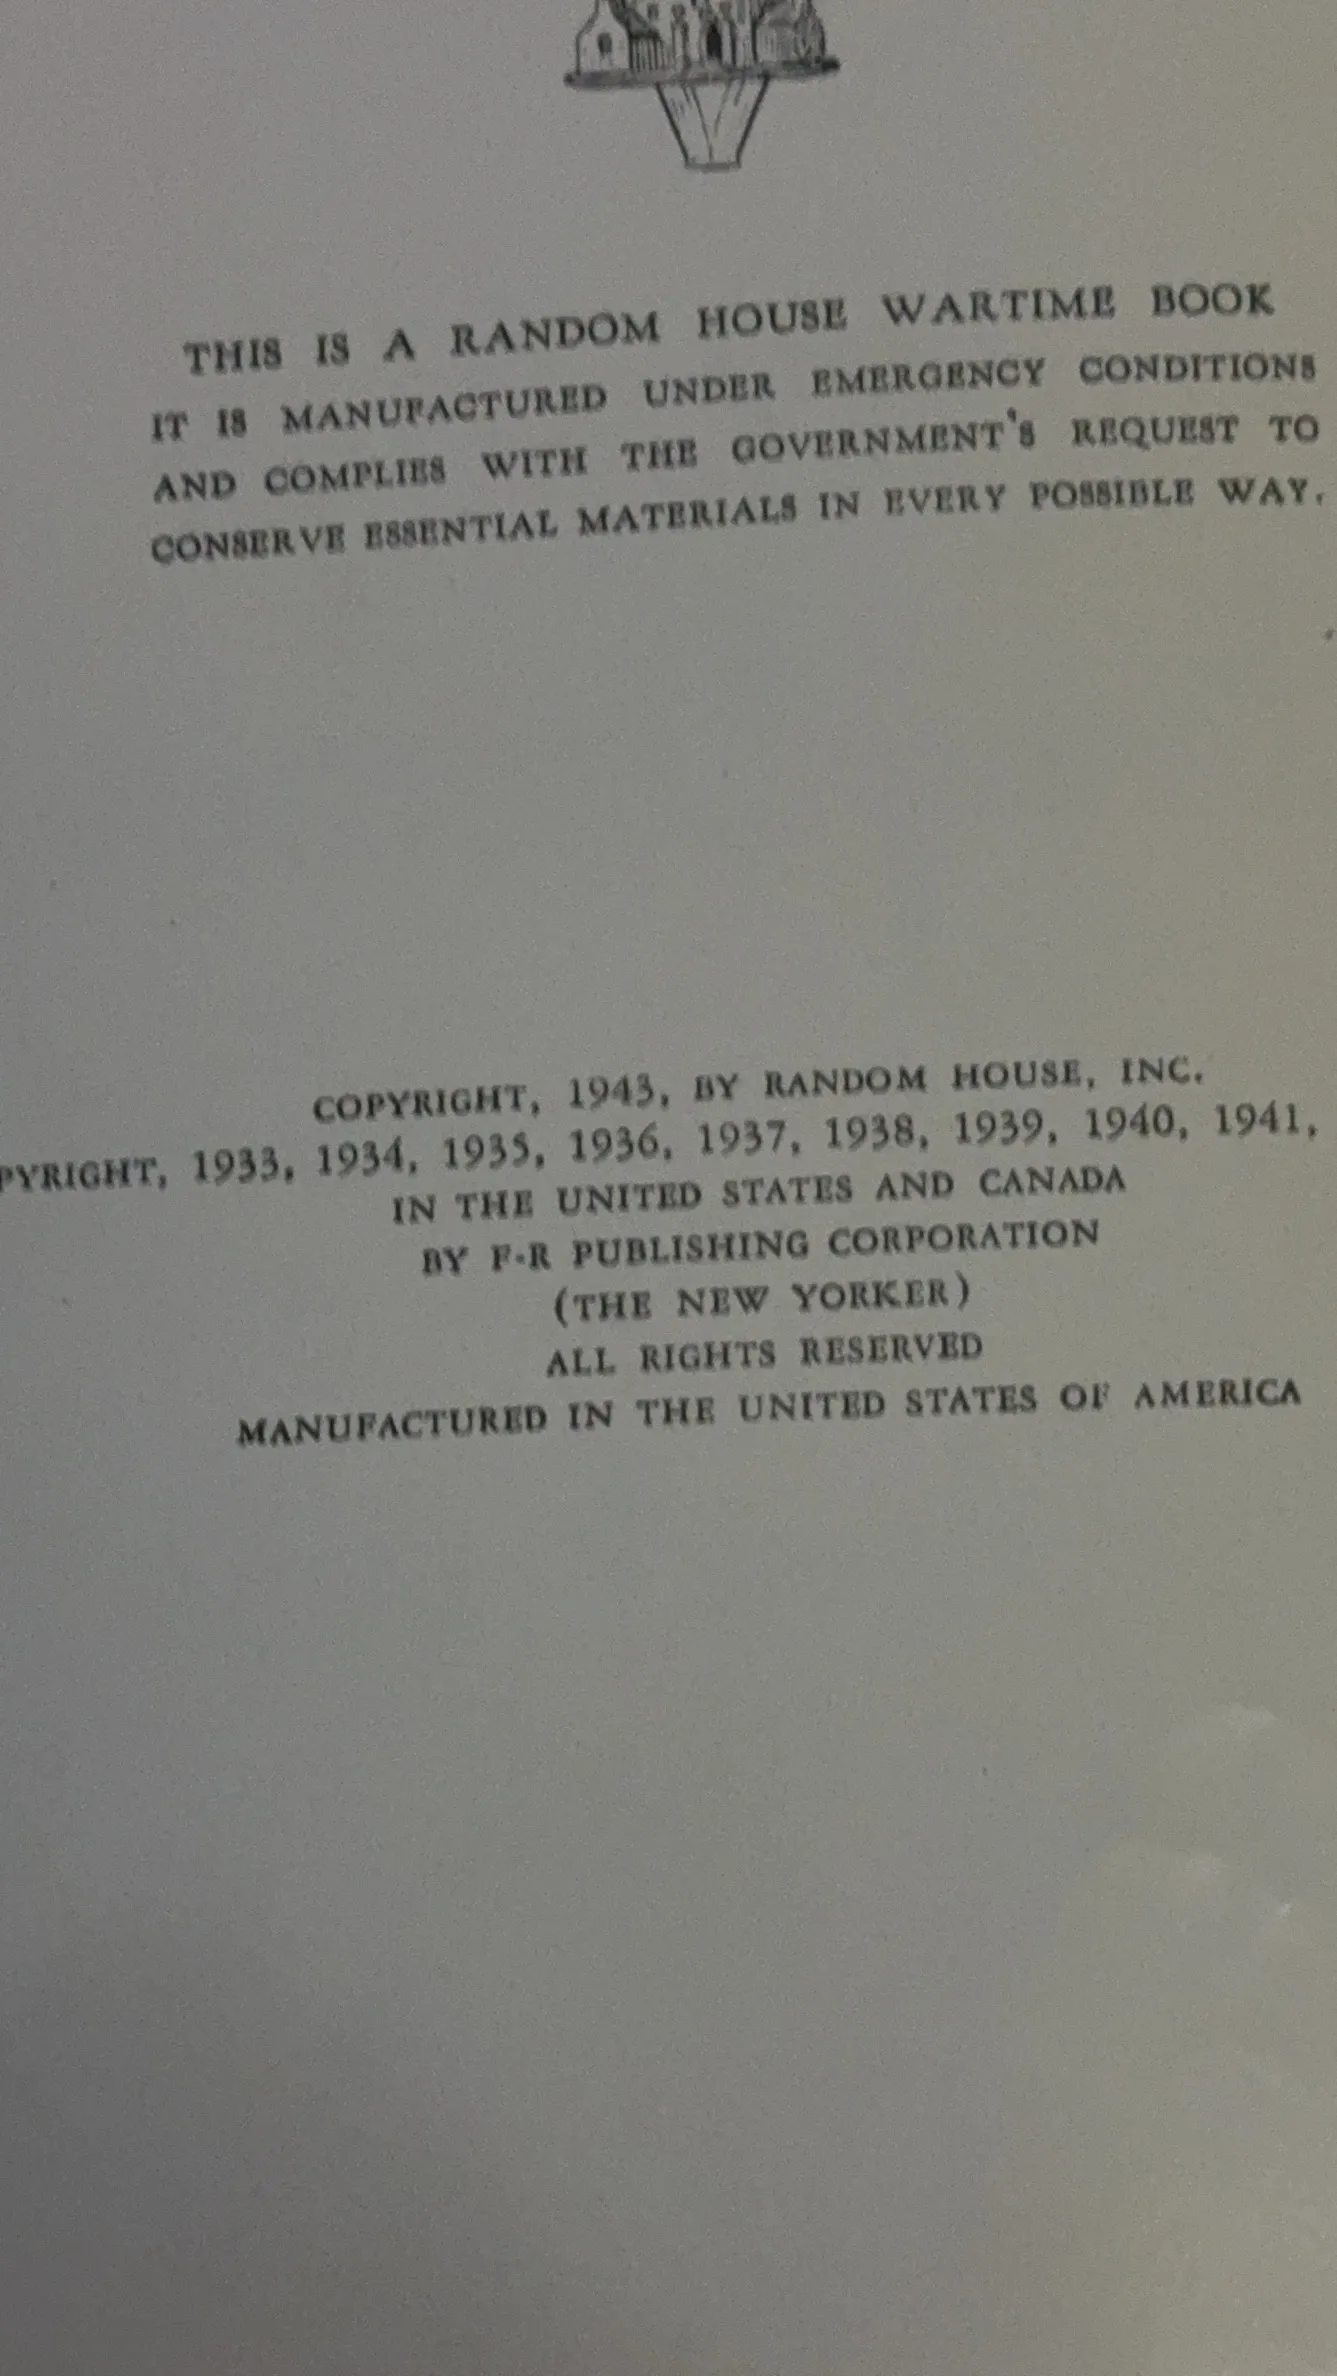 THIS IS A RANDOM HOUSE WARTIME BOOK
IT IS MANUFACTURED UNDER EMERGENCY CONDITIONS
AND COMPLIES WITH THE GOVERNMENT'S REQUEST TO
CONSERVE ESSENTIAL MATERIALS IN EVERY POSSIBLE WAY.
COPYRIGHT, 1943, BY RANDOM HOUSE, INC.
PYRIGHT, 1933, 1934, 1935, 1936, 1937, 1938, 1939, 1940, 1941,
IN THE UNITED STATES AND CANADA
BY F-R PUBLISHING CORPORATION
(THE NEW YORKER)
ALL RIGHTS RESERVED
MANUFACTURED IN THE UNITED STATES OF AMERICA